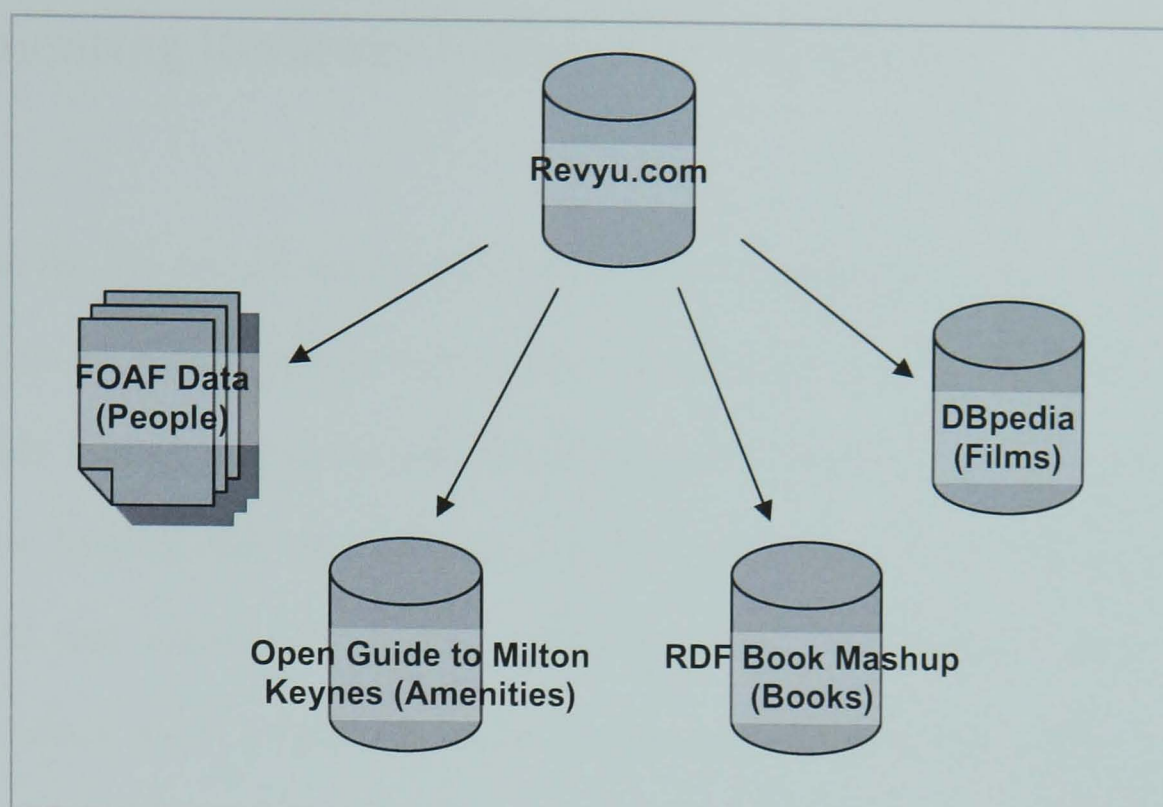 Revyu.com
FOAF Data
(People)
DBpedia
(Films)
Open Guide to Milton
Keynes (Amenities)
RDF Book Mashup
(Books)